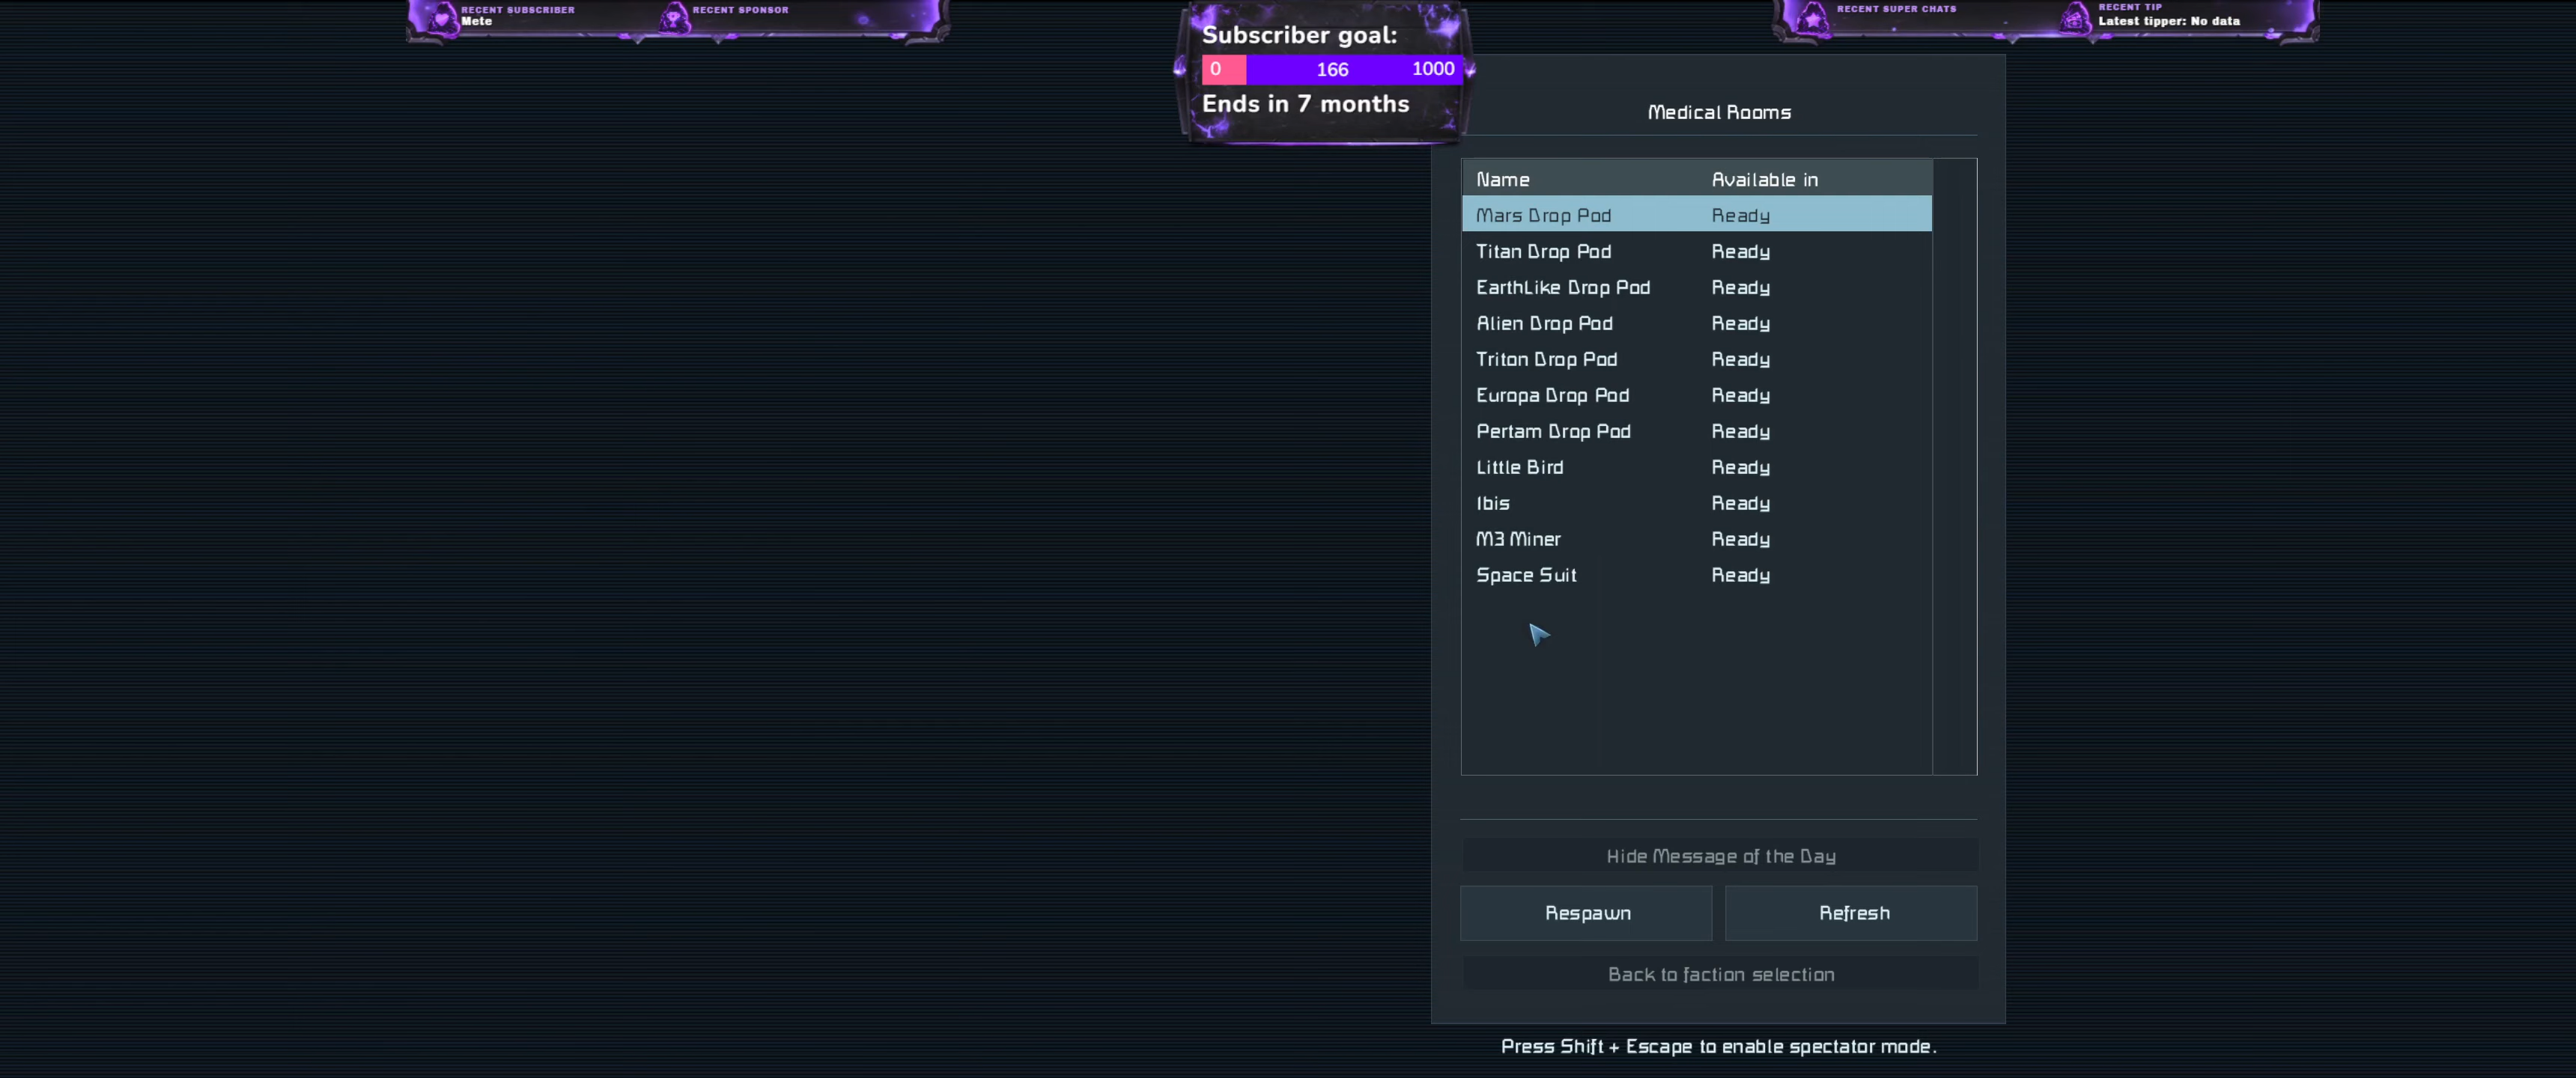 RECENT SUBSCRIBER
Mete
RECENT SPONSOR
Subscriber goal:
0 166 1000
Ends in 7 months
RECENT SUPER CHATS
RECENT TIP
Latest tipper: No data
Medical Rooms
Name Available in
Mars Drop Pod Ready
Titan Drop Pod Ready
EarthLike Drop Pod Ready
Alien Drop Pod Ready
Triton Drop Pod Ready
Europa Drop Pod Ready
Pertam Drop Pod Ready
Little Bird Ready
Ibis Ready
M3 Miner Ready
Space Suit Ready
Hide Message of the Day
Respawn Refresh
Back to faction selection
Press Shift + Escape to enable spectator mode.